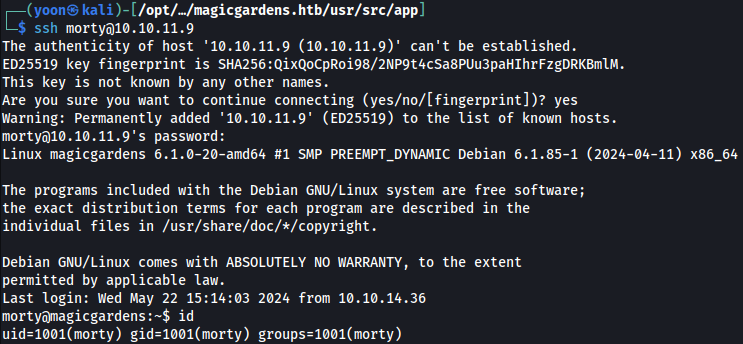 ┌──(yoon㉿kali)-[/opt/…/magicgardens.htb/usr/src/app]
└─$ ssh morty@10.10.11.9
The authenticity of host '10.10.11.9 (10.10.11.9)' can't be established.
ED25519 key fingerprint is SHA256:QixQoCpRoi98/2NP9t4cSa8PUu3paHIhrFzgDRKBmlM.
This key is not known by any other names.
Are you sure you want to continue connecting (yes/no/[fingerprint])? yes
Warning: Permanently added '10.10.11.9' (ED25519) to the list of known hosts.
morty@10.10.11.9's password:
Linux magicgardens 6.1.0-20-amd64 #1 SMP PREEMPT_DYNAMIC Debian 6.1.85-1 (2024-04-11) x86_64
The programs included with the Debian GNU/Linux system are free software;
the exact distribution terms for each program are described in the
individual files in /usr/share/doc/*/copyright.
Debian GNU/Linux comes with ABSOLUTELY NO WARRANTY, to the extent
permitted by applicable law.
Last login: Wed May 22 15:14:03 2024 from 10.10.14.36
morty@magicgardens:~$ id
uid=1001(morty) gid=1001(morty) groups=1001(morty)